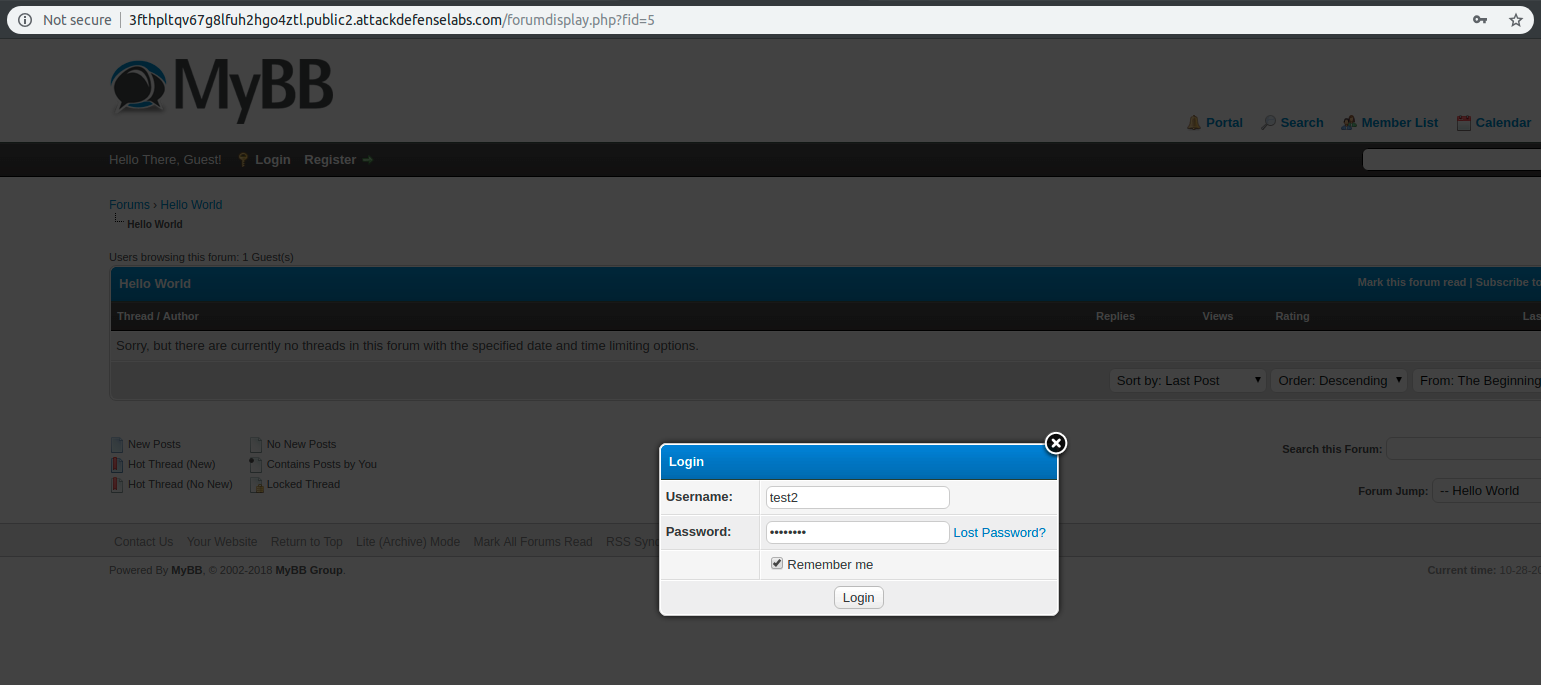 Not secure 3fthpltqv67g8lfuh2hgo4ztl.public2.attackdefenselabs.com/forumdisplay.php?fid=5
MyBB
Portal Search Member List Calendar
Hello There, Guest! Login Register
Forums › Hello World
Hello World
Users browsing this forum: 1 Guest(s)
Hello World Mark this forum read | Subscribe to
Thread / Author Replies Views Rating Las
Sorry, but there are currently no threads in this forum with the specified date and time limiting options.
Sort by: Last Post Order: Descending From: The Beginning
New Posts No New Posts
Hot Thread (New) Contains Posts by You
Hot Thread (No New) Locked Thread
Search this Forum:
Forum Jump: -- Hello World
Login
Username: test2
Password: •••••••• Lost Password?
Remember me
Login
Contact Us Your Website Return to Top Lite (Archive) Mode Mark All Forums Read RSS Sync
Powered By MyBB, © 2002-2018 MyBB Group.
Current time: 10-28-20